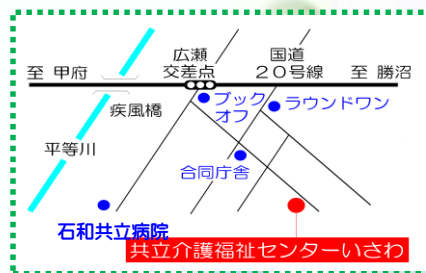 広瀬
交差点
国道
２０号線
至 甲府
至 勝沼
疾風橋
ブック
オフ
ラウンドワン
平等川
合同庁舎
石和共立病院
共立介護福祉センターいさわ